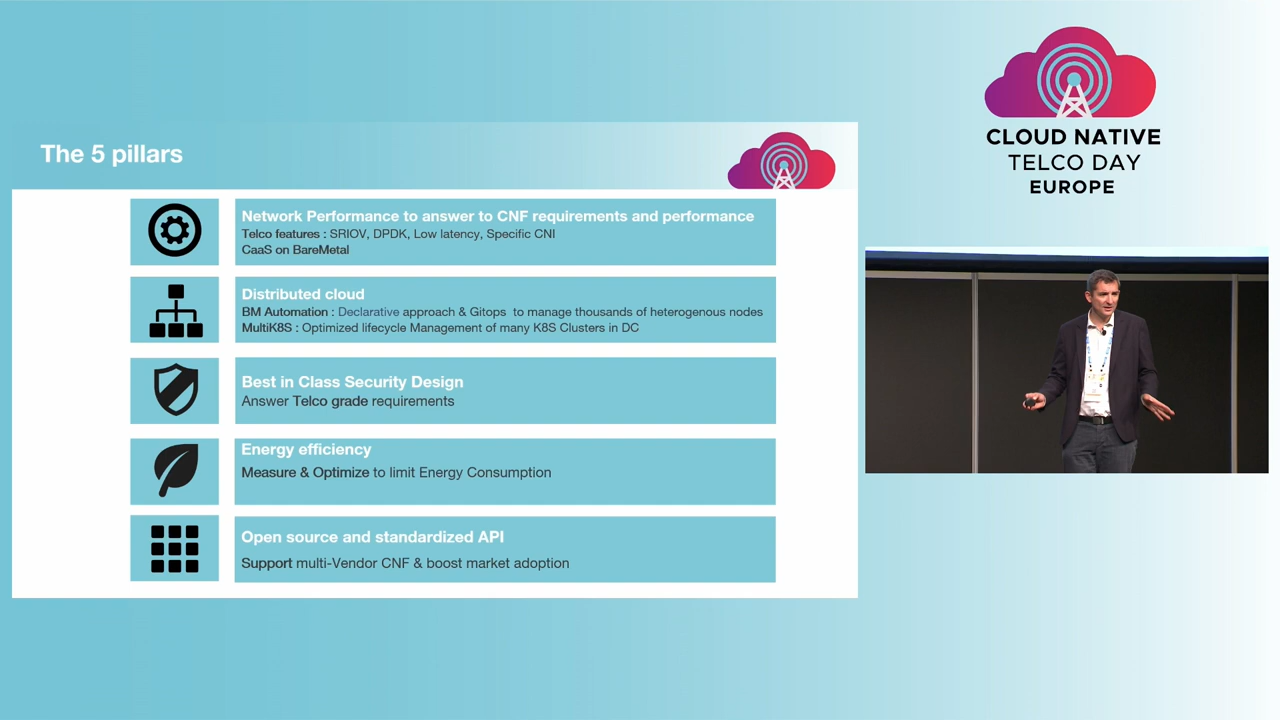 The 5 pillars
Network Performance to answer to CNF requirements and performance
Telco features : SRIOV, DPDK, Low latency, Specific CNI
CaaS on BareMetal
Distributed cloud
BM Automation : Declarative approach & Gitops to manage thousands of heterogenous nodes
MultiK8S : Optimized lifecycle Management of many K8S Clusters in DC
Best in Class Security Design
Answer Telco grade requirements
Energy efficiency
Measure & Optimize to limit Energy Consumption
Open source and standardized API
Support multi-Vendor CNF & boost market adoption
CLOUD NATIVE
TELCO DAY
EUROPE